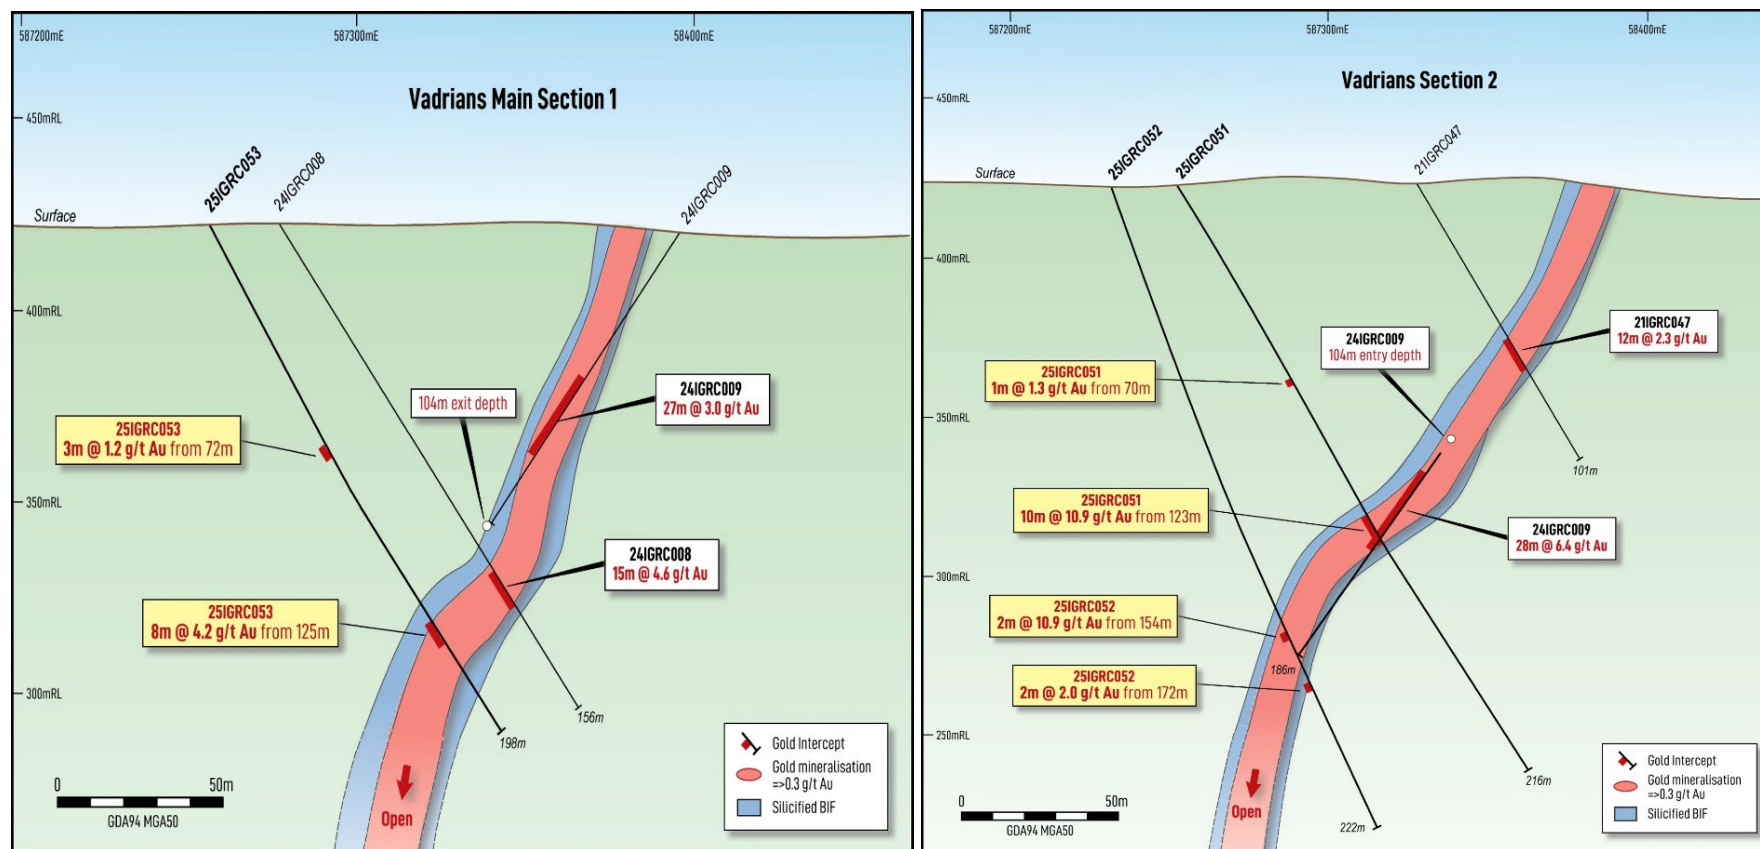 587200mE
587300mE
58400mE
Vadrians Main Section 1
450mRL
400mRL
350mRL
300mRL
Surface
25IGRC053
24IGRC008
24IGRC009
104m exit depth
24IGRC009
27m @ 3.0 g/t Au
25IGRC053
3m @ 1.2 g/t Au from 72m
24IGRC008
15m @ 4.6 g/t Au
25IGRC053
8m @ 4.2 g/t Au from 125m
156m
198m
Open
0
50m
GDA94 MGA50
Gold Intercept
Gold mineralisation
=>0.3 g/t Au
Silicified BIF
587200mE
587300mE
58400mE
Vadrians Section 2
450mRL
400mRL
350mRL
300mRL
250mRL
Surface
25IGRC052
25IGRC051
21IGRC047
21IGRC047
12m @ 2.3 g/t Au
24IGRC009
104m entry depth
25IGRC051
1m @ 1.3 g/t Au from 70m
101m
25IGRC051
10m @ 10.9 g/t Au from 123m
24IGRC009
28m @ 6.4 g/t Au
25IGRC052
2m @ 10.9 g/t Au from 154m
186m
25IGRC052
2m @ 2.0 g/t Au from 172m
216m
222m
Open
0
50m
GDA94 MGA50
Gold Intercept
Gold mineralisation
=>0.3 g/t Au
Silicified BIF